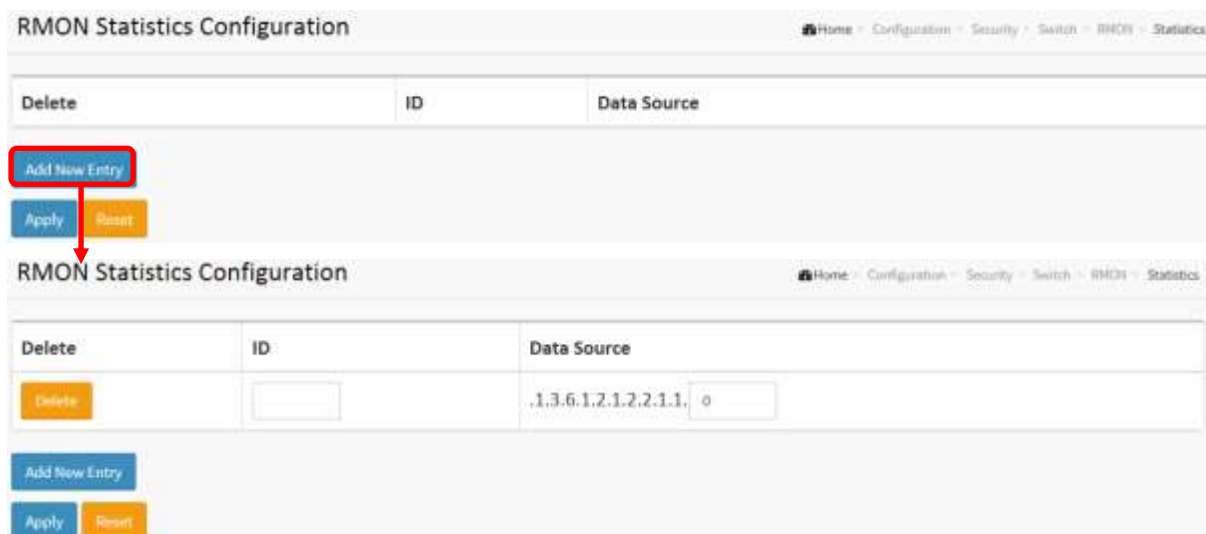 RMON Statistics Configuration
Home - Configuration - Security - Switch - RMON - Statistics
Delete ID Data Source
Add New Entry
Apply Reset
RMON Statistics Configuration
Home - Configuration - Security - Switch - RMON - Statistics
Delete ID Data Source
Delete .1.3.6.1.2.1.2.2.1.1. 0
Add New Entry
Apply Reset